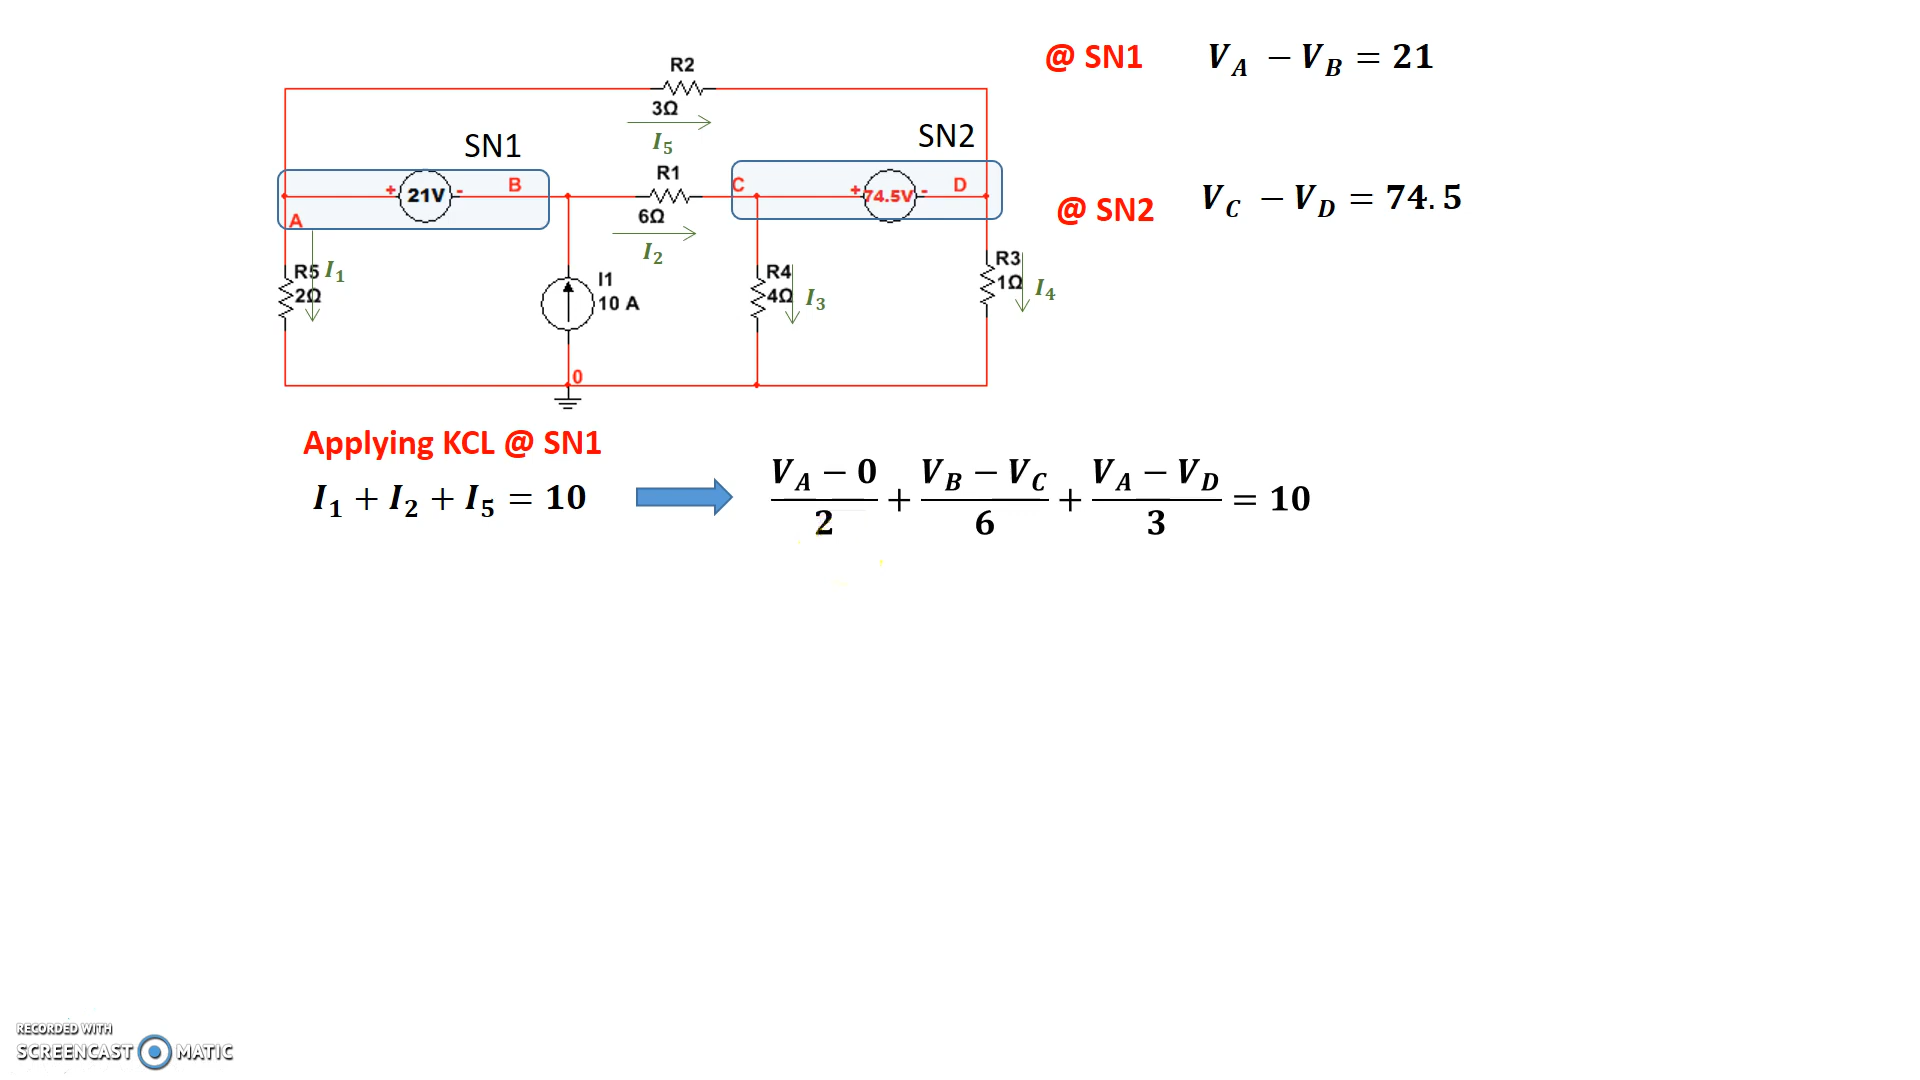 @ SN1 V_A − V_B = 21
R2
3Ω
I_5
SN1
SN2
R1
6Ω
I_2
+ 21V -
B
A
C
+ 74.5V -
D
@ SN2 V_C − V_D = 74.5
R5
2Ω
I_1
I1
10 A
R4
4Ω
I_3
R3
1Ω
I_4
0
Applying KCL @ SN1
I_1 + I_2 + I_5 = 10
(V_A − 0)/2 + (V_B − V_C)/6 + (V_A − V_D)/3 = 10
RECORDED WITH
SCREENCAST MATIC